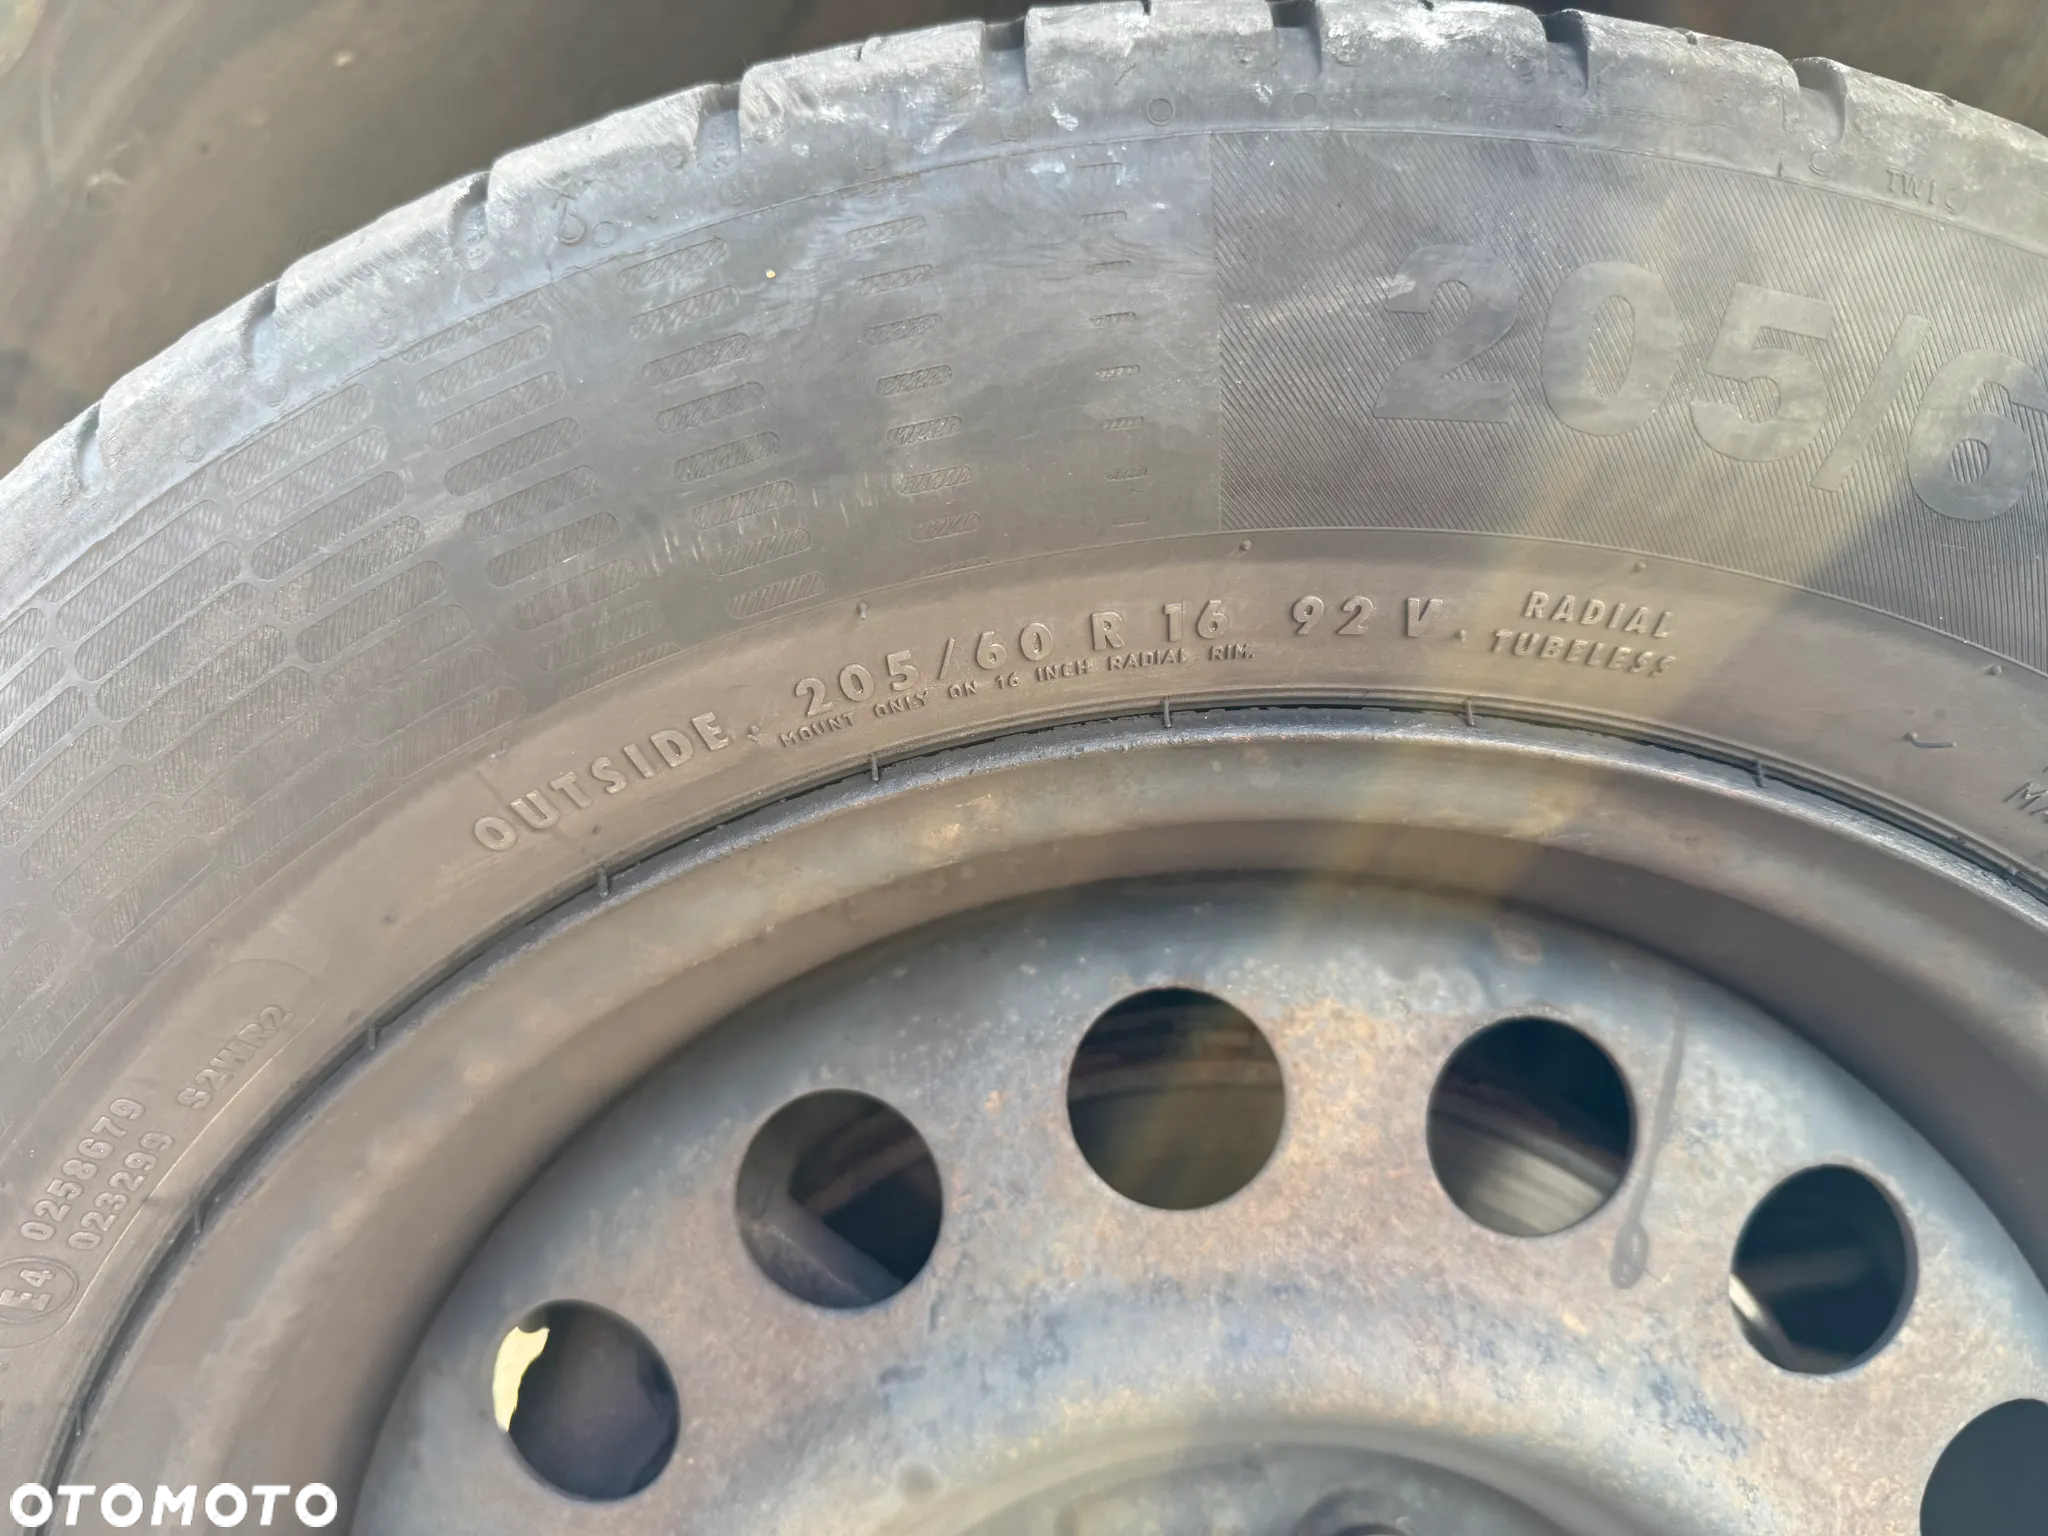 TWI
205/6
OUTSIDE
205/60 R 16 92 V
RADIAL
TUBELESS
MOUNT ONLY ON 16 INCH RADIAL RIM.
E4
0258679
023299 S2WR2
OTOMOTO